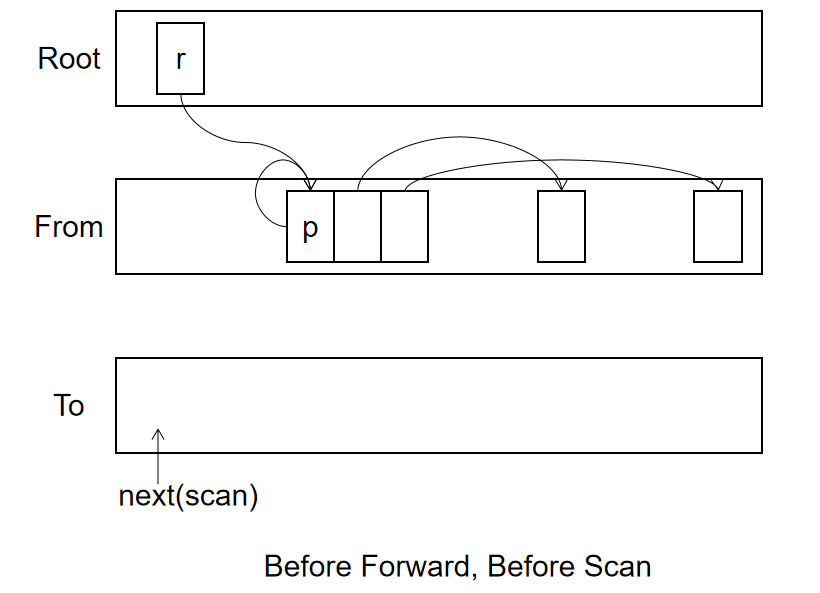 Root
r
From
p
To
next(scan)
Before Forward, Before Scan